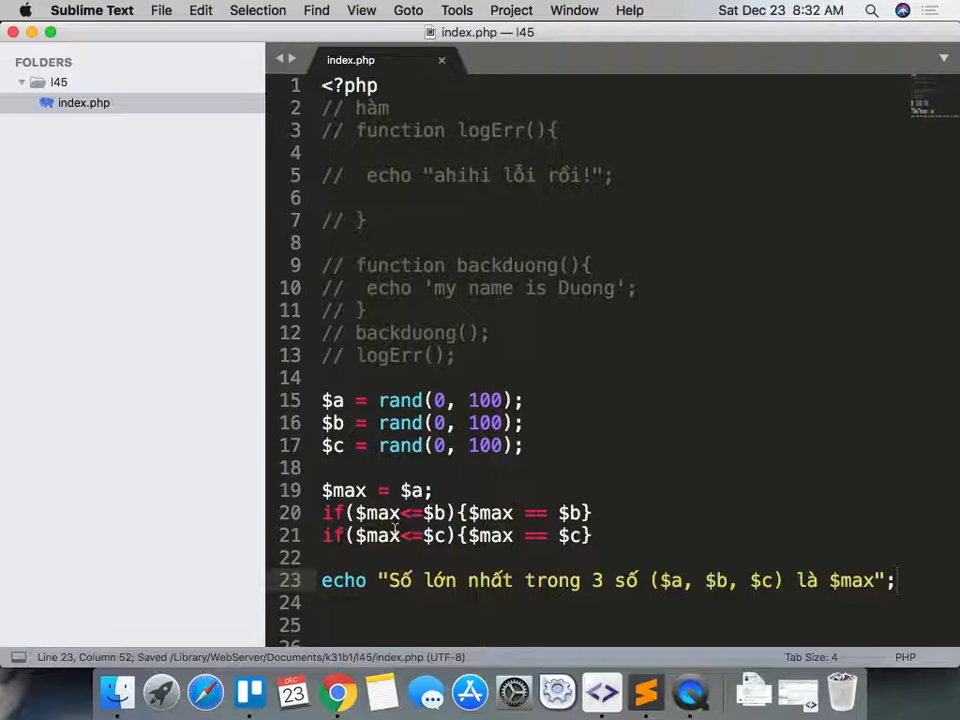 Sublime Text File Edit Selection Find View Goto Tools Project Window Help Sat Dec 23 8:32 AM
index.php — l45
FOLDERS
l45
index.php
index.php
1 <?php
2 // hàm
3 // function logErr(){
4
5 //  echo "ahihi lỗi rồi!";
6
7 // }
8
9 // function backduong(){
10 //  echo 'my name is Duong';
11 // }
12 // backduong();
13 // logErr();
14
15 $a = rand(0, 100);
16 $b = rand(0, 100);
17 $c = rand(0, 100);
18
19 $max = $a;
20 if($max<=$b){$max == $b}
21 if($max<=$c){$max == $c}
22
23 echo "Số lớn nhất trong 3 số ($a, $b, $c) là $max";
24
25
Line 23, Column 52; Saved /Library/WebServer/Documents/k31b1/l45/index.php (UTF-8) Tab Size: 4 PHP
DEC
23